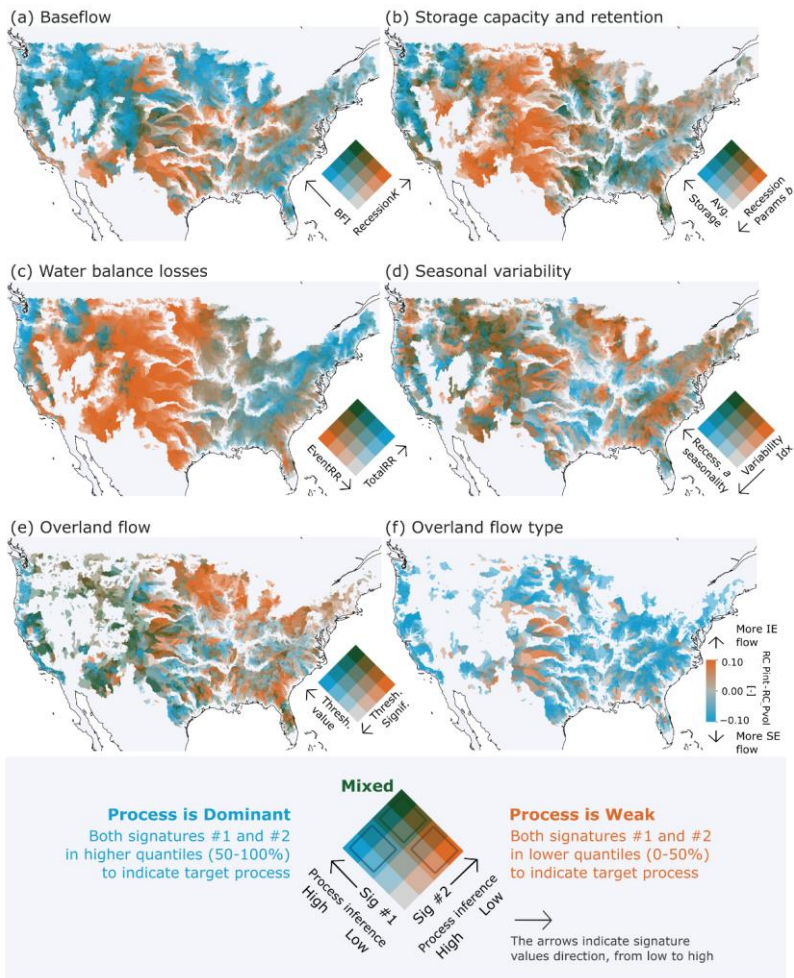 (a) Baseflow
(b) Storage capacity and retention
BFI
RecessionK
Avg. Storage
Recession Params b
(c) Water balance losses
(d) Seasonal variability
EventRR
TotalRR
Recess. a seasonality
Variability Idx
(e) Overland flow
(f) Overland flow type
Thresh. value
Thresh. Signif.
More IE flow
0.10
0.00
−0.10
[-]
RC Pint.-RC Pvol
More SE flow
Mixed
Process is Dominant
Both signatures #1 and #2
in higher quantiles (50-100%)
to indicate target process
Process is Weak
Both signatures #1 and #2
in lower quantiles (0-50%)
to indicate target process
Sig #1
Process inference
High
Low
Sig #2
Process inference
High
Low
The arrows indicate signature
values direction, from low to high